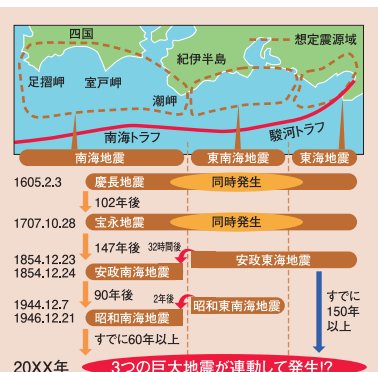 四国
紀伊半島
想定震源域
足摺岬
室戸岬
潮岬
南海トラフ
駿河トラフ
南海地震
東南海地震
東海地震
1605.2.3
慶長地震
同時発生
102年後
1707.10.28
宝永地震
同時発生
147年後
32時間後
1854.12.23
安政東海地震
1854.12.24
安政南海地震
90年後
2年後
1944.12.7
昭和東南海地震
1946.12.21
昭和南海地震
すでに
150年
以上
すでに60年以上
20XX年
3つの巨大地震が連動して発生!?